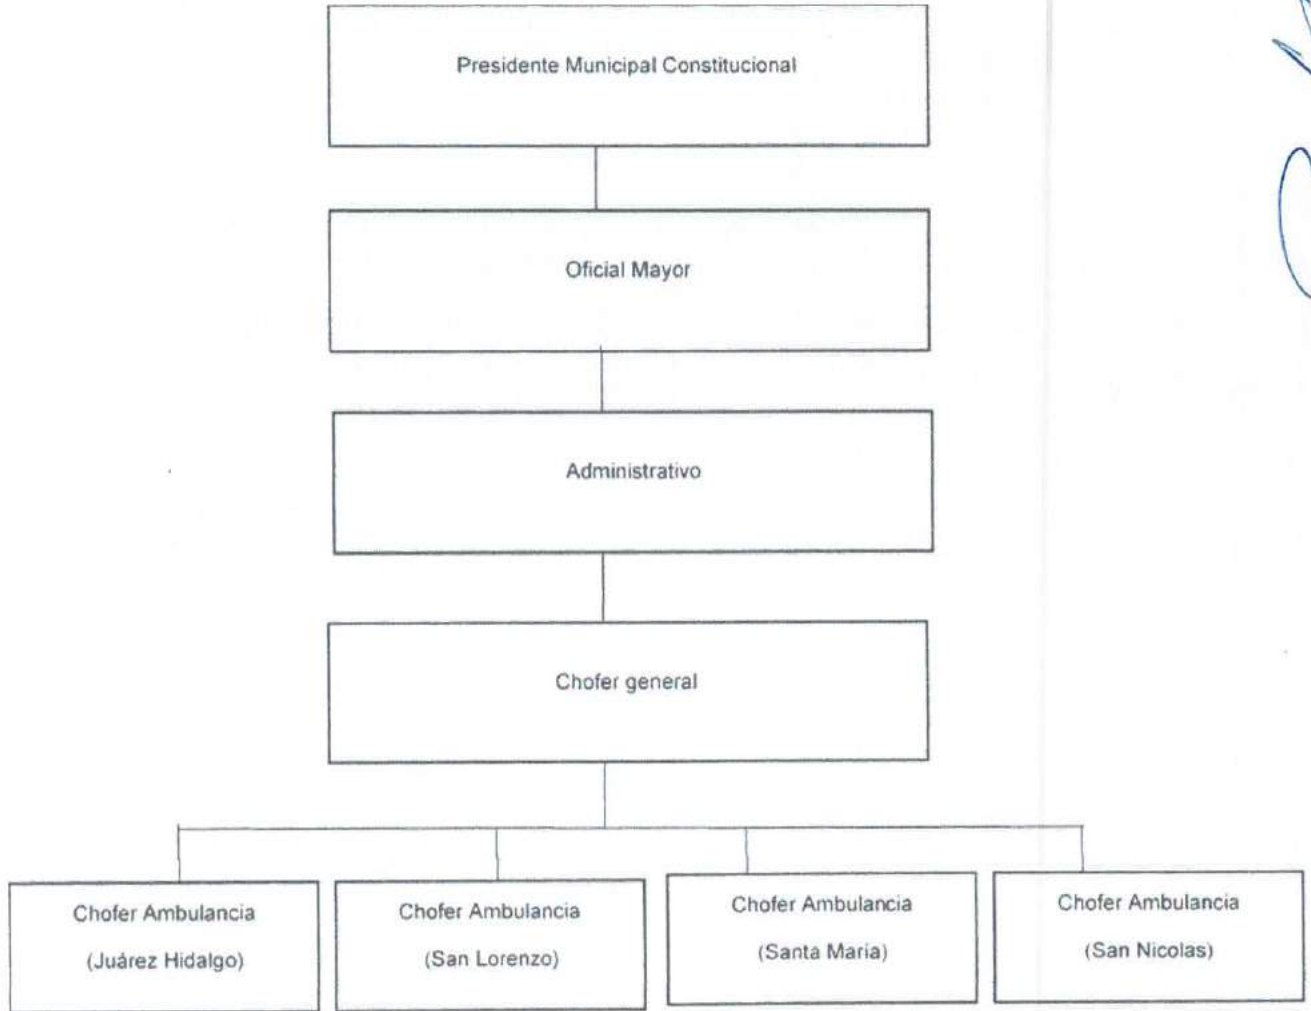 Presidente Municipal Constitucional
Oficial Mayor
Administrativo
Chofer general
Chofer Ambulancia
(Juárez Hidalgo)
Chofer Ambulancia
(San Lorenzo)
Chofer Ambulancia
(Santa Maria)
Chofer Ambulancia
(San Nicolas)